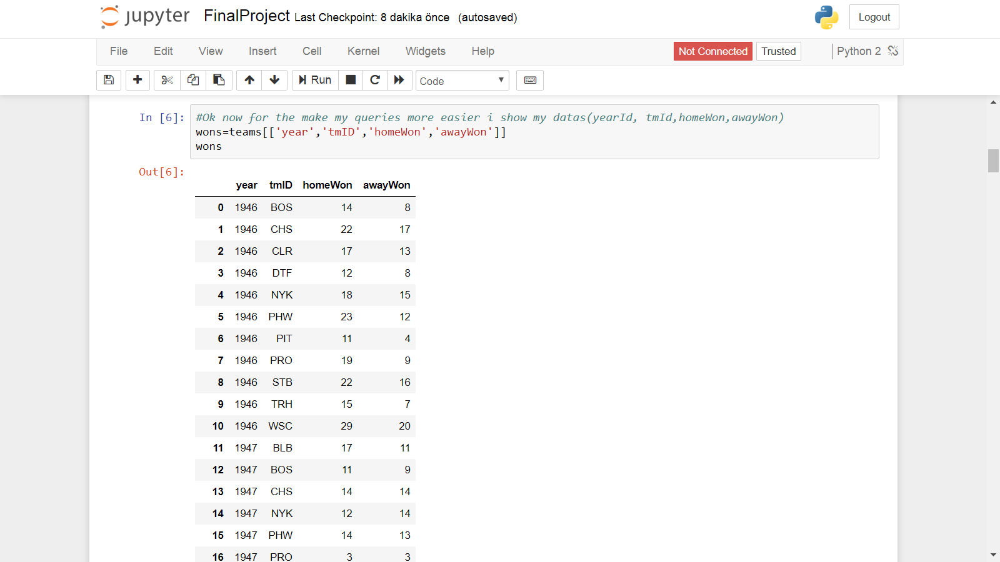 jupyter FinalProject Last Checkpoint: 8 dakika önce (autosaved) Logout
File Edit View Insert Cell Kernel Widgets Help Not Connected Trusted Python 2
Run Code
In [6]: #Ok now for the make my queries more easier i show my datas(yearId, tmId,homeWon,awayWon)
wons=teams[['year','tmID','homeWon','awayWon']]
wons
Out[6]:
year tmID homeWon awayWon
0 1946 BOS 14 8
1 1946 CHS 22 17
2 1946 CLR 17 13
3 1946 DTF 12 8
4 1946 NYK 18 15
5 1946 PHW 23 12
6 1946 PIT 11 4
7 1946 PRO 19 9
8 1946 STB 22 16
9 1946 TRH 15 7
10 1946 WSC 29 20
11 1947 BLB 17 11
12 1947 BOS 11 9
13 1947 CHS 14 14
14 1947 NYK 12 14
15 1947 PHW 14 13
16 1947 PRO 3 3